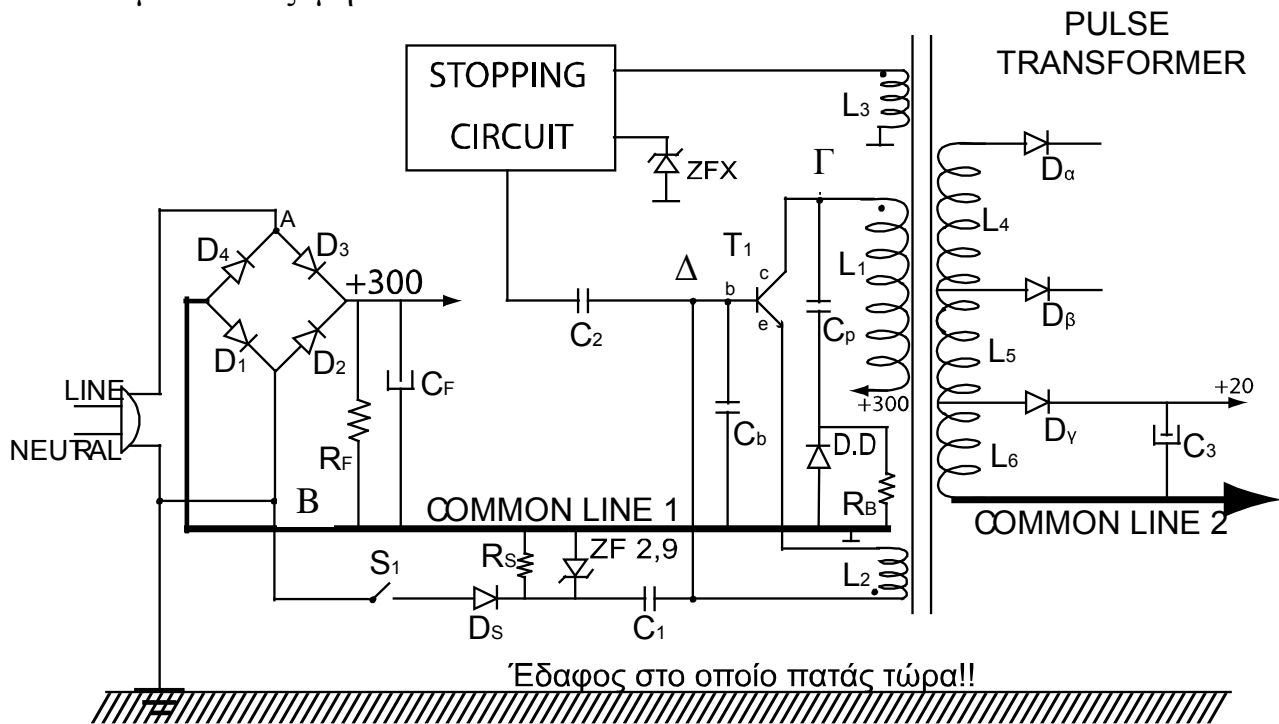 PULSE
TRANSFORMER
STOPPING
CIRCUIT
L3
ZFX
Γ
Dα
A
D4
D3
T1
L4
L1
Δ
+300
c
b
e
Dβ
C2
Cp
D1
D2
CF
L5
LINE
+300
+20
Cb
NEUTRAL
RF
D.D
Dγ
C3
L6
B
RB
COMMON LINE 1
COMMON LINE 2
RS
ZF 2,9
S1
L2
DS
C1
Έδαφος στο οποίο πατάς τώρα!!